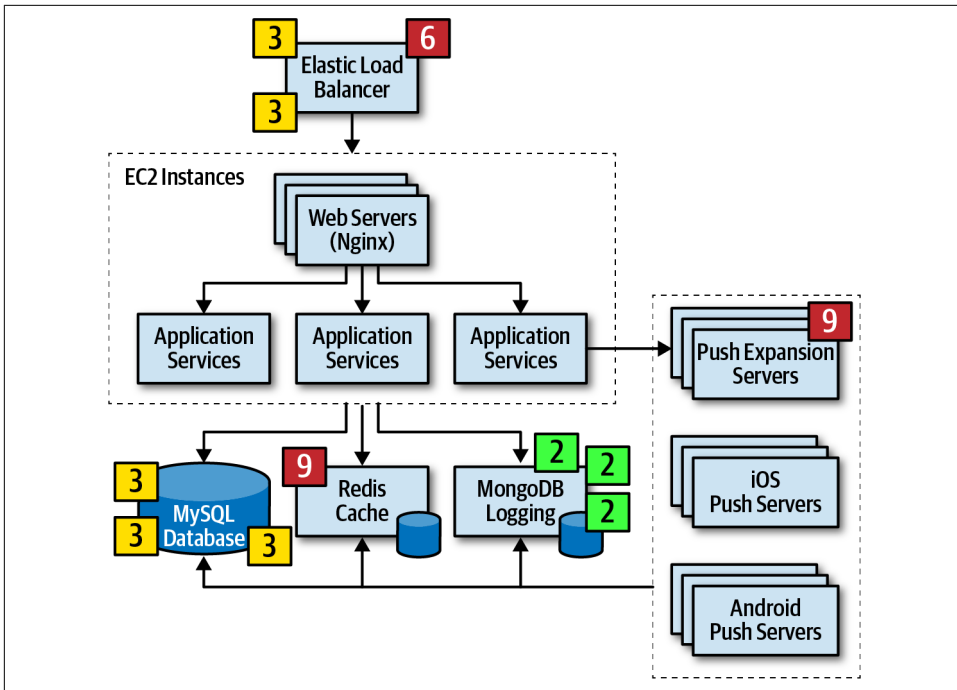 3
6
Elastic Load
Balancer
3
EC2 Instances
Web Servers
(Nginx)
Application
Services
Application
Services
Application
Services
9
Push Expansion
Servers
iOS
Push Servers
Android
Push Servers
3
MySQL
Database
3
3
9
Redis
Cache
2
2
MongoDB
Logging
2